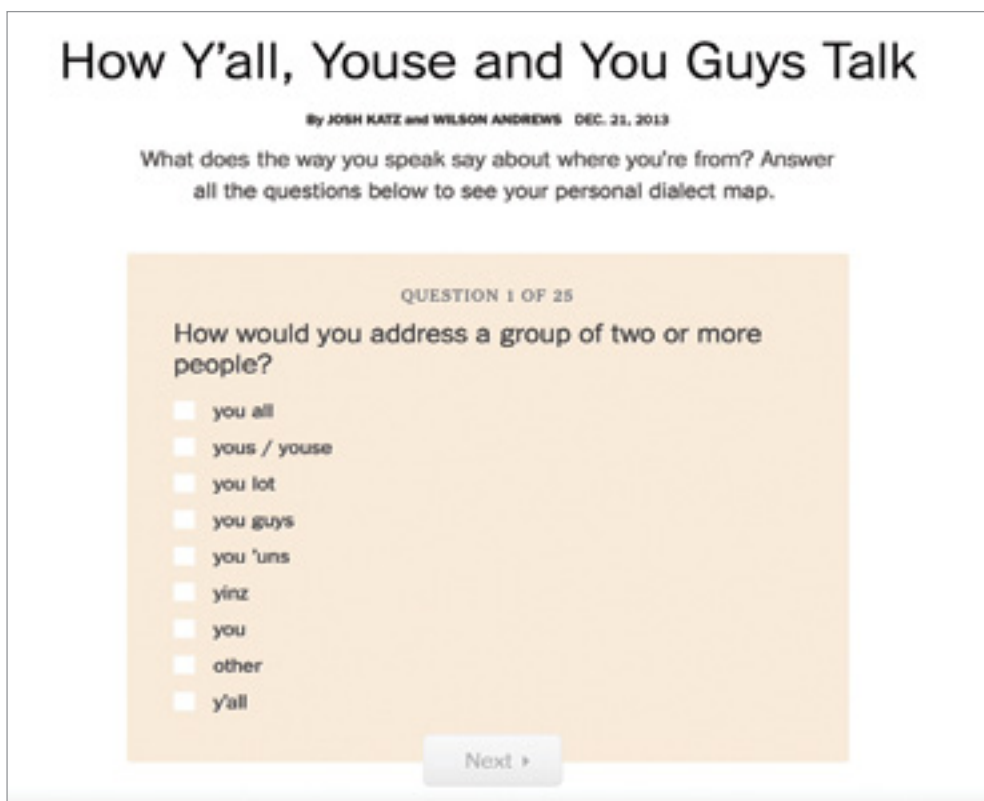 How Y’all, Youse and You Guys Talk
By JOSH KATZ and WILSON ANDREWS DEC. 21, 2013
What does the way you speak say about where you’re from? Answer
all the questions below to see your personal dialect map.
QUESTION 1 OF 25
How would you address a group of two or more
people?
you all
yous / youse
you lot
you guys
you ’uns
yinz
you
other
y’all
Next